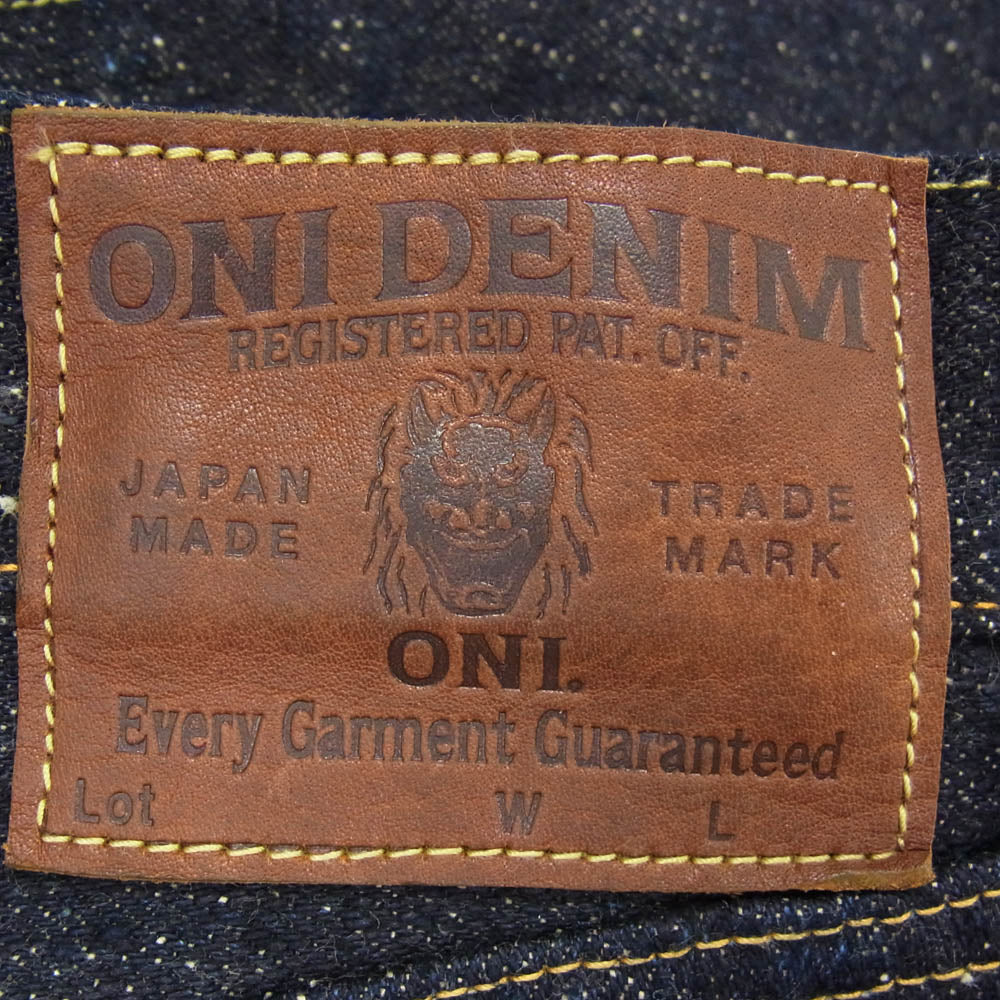 ONI DENIM
REGISTERED PAT. OFF.
JAPAN
MADE
TRADE
MARK
ONI.
Every Garment Guaranteed
Lot W L